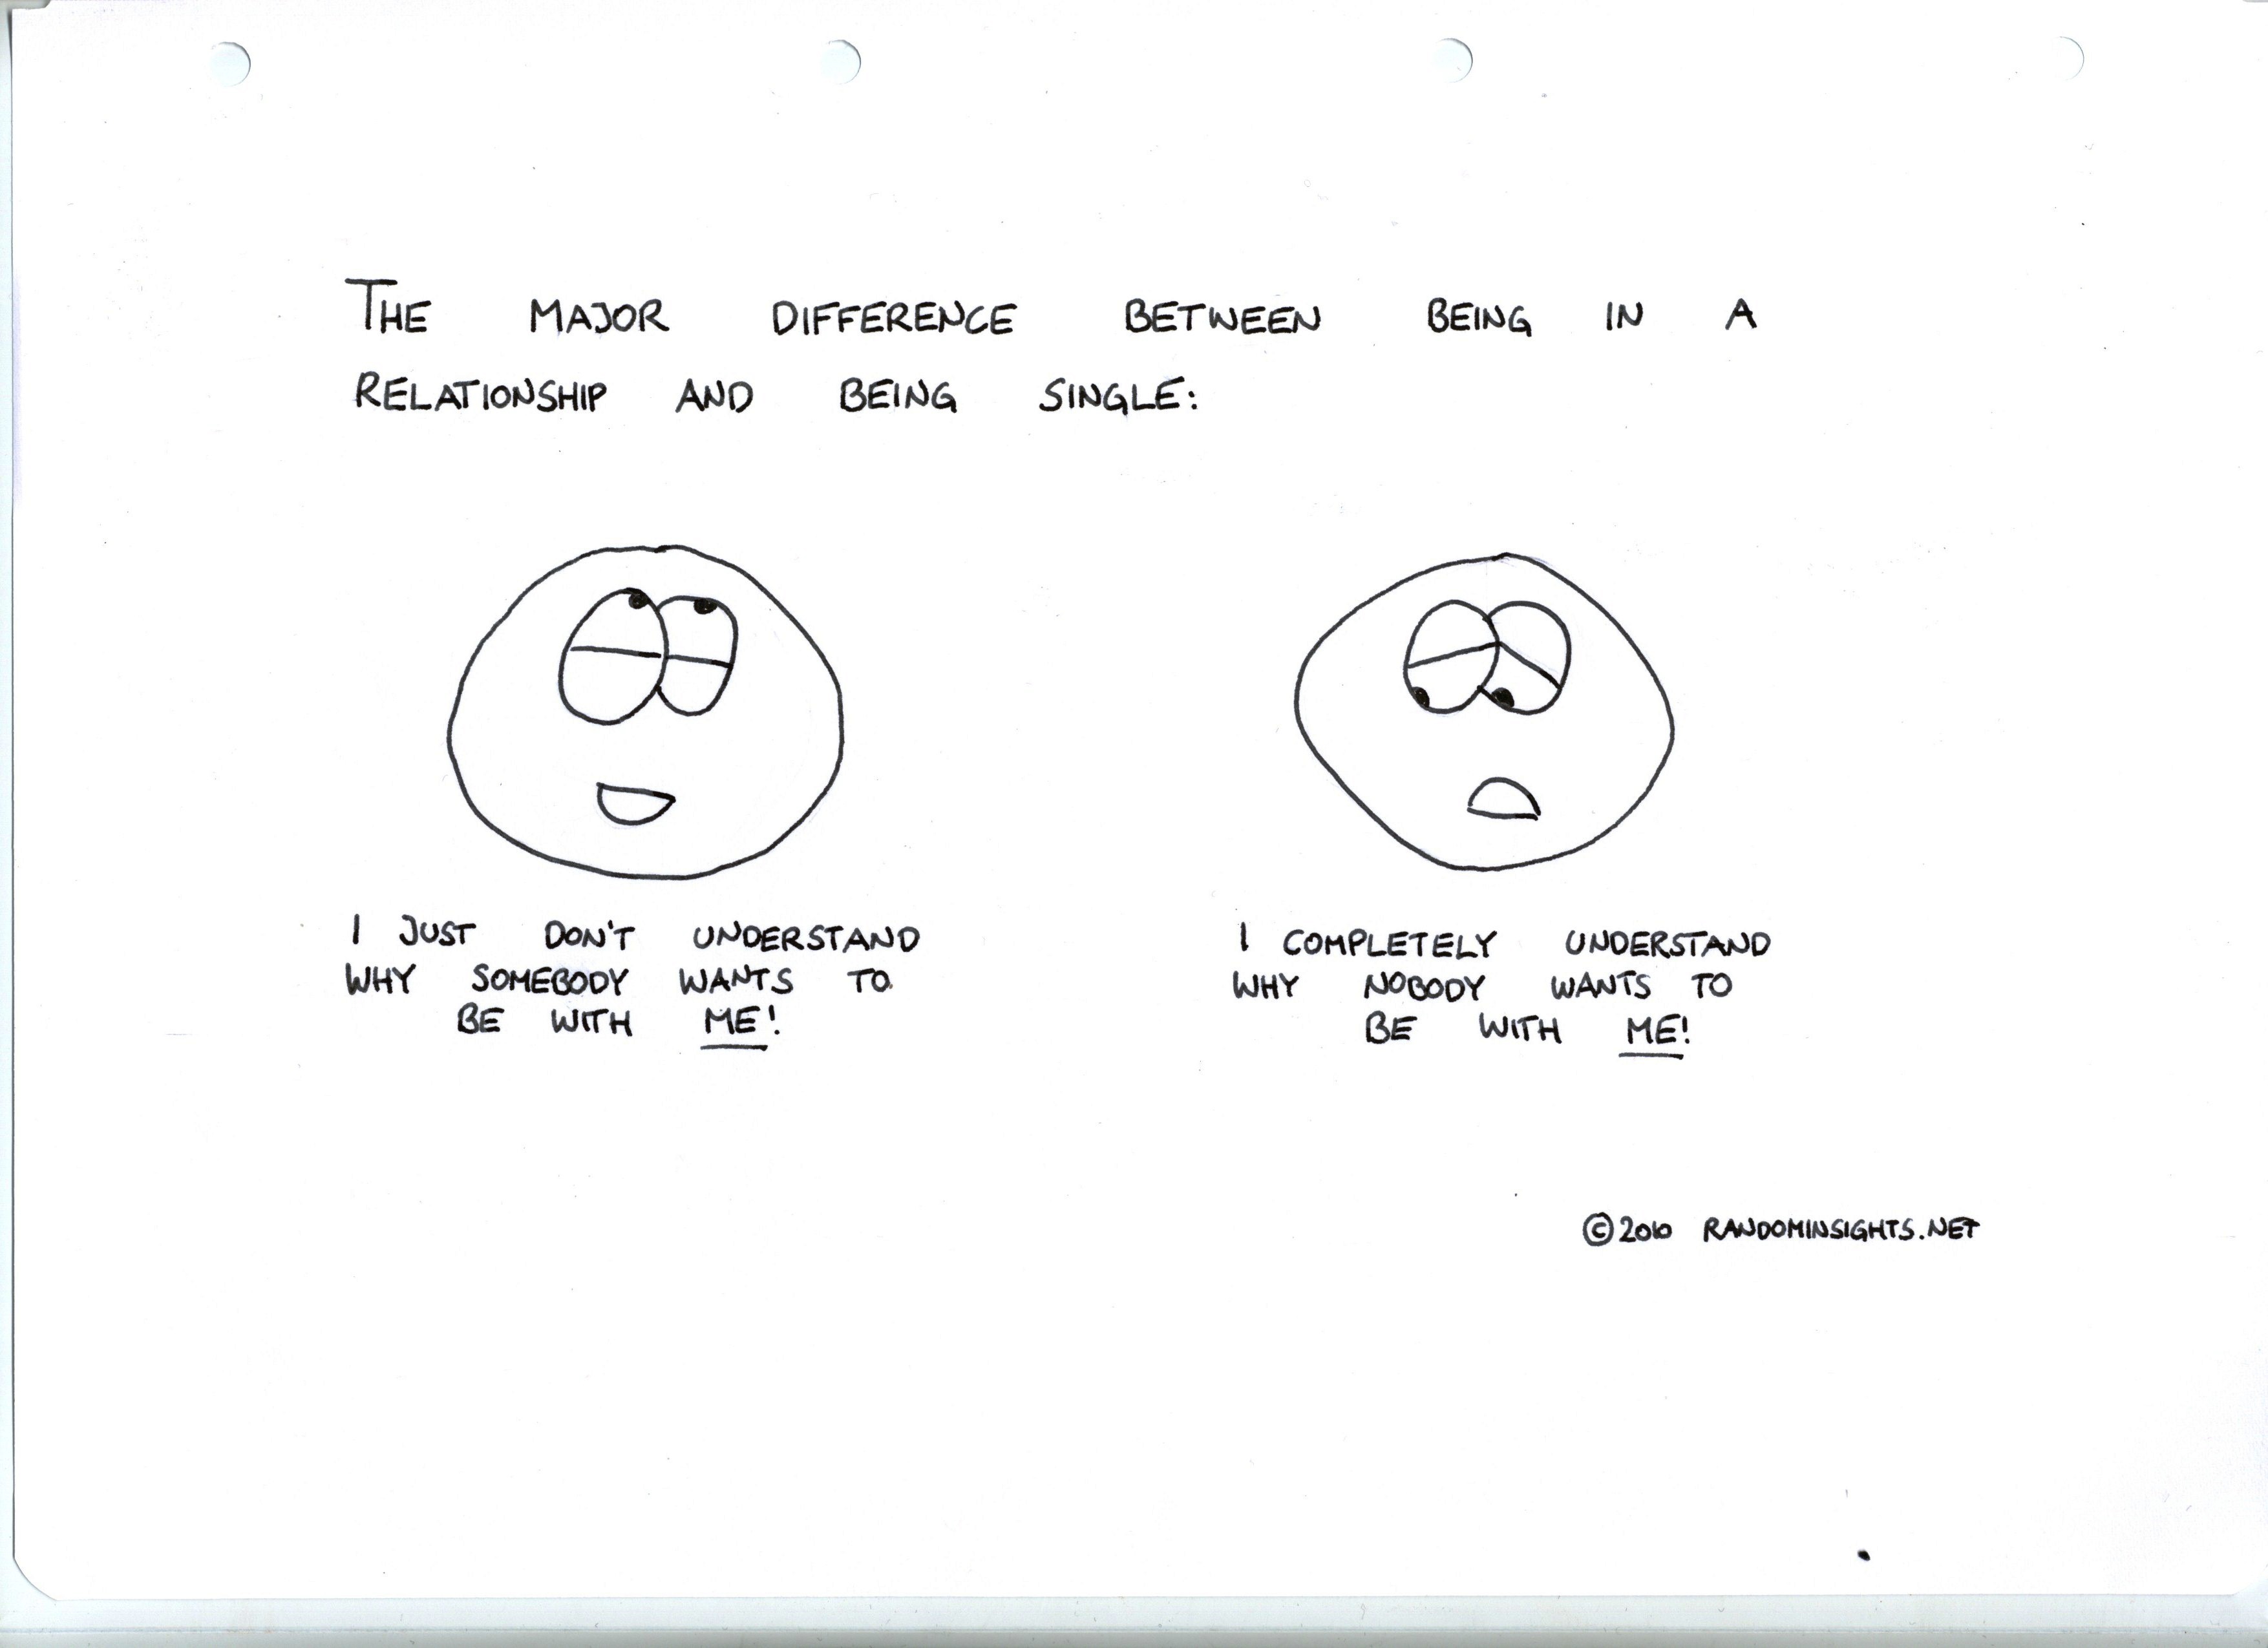 THE MAJOR DIFFERENCE BETWEEN BEING IN A
RELATIONSHIP AND BEING SINGLE:
I JUST DON'T UNDERSTAND
WHY SOMEBODY WANTS TO
BE WITH ME!
I COMPLETELY UNDERSTAND
WHY NOBODY WANTS TO
BE WITH ME!
©2010 RANDOMINSIGHTS.NET